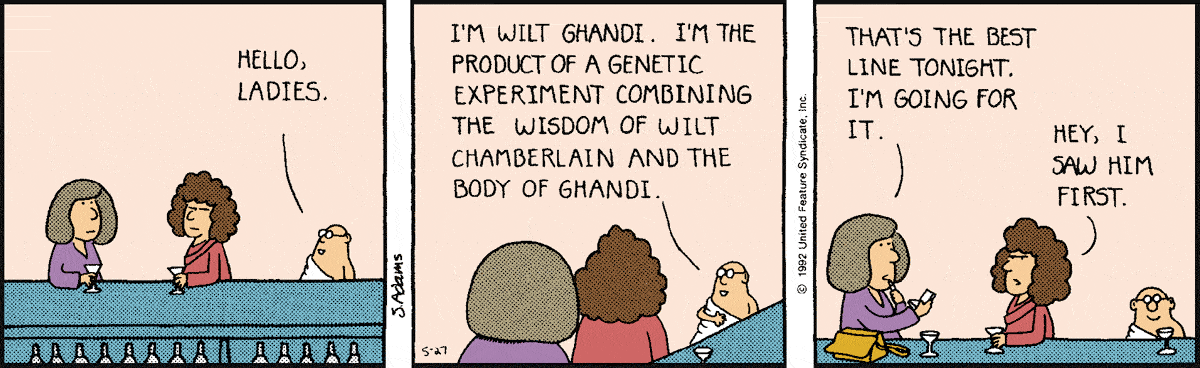 HELLO,
LADIES.
S.Adams
I'M WILT GHANDI. I'M THE
PRODUCT OF A GENETIC
EXPERIMENT COMBINING
THE WISDOM OF WILT
CHAMBERLAIN AND THE
BODY OF GHANDI.
5-27
© 1992 United Feature Syndicate, Inc.
THAT'S THE BEST
LINE TONIGHT.
I'M GOING FOR
IT.
HEY, I
SAW HIM
FIRST.